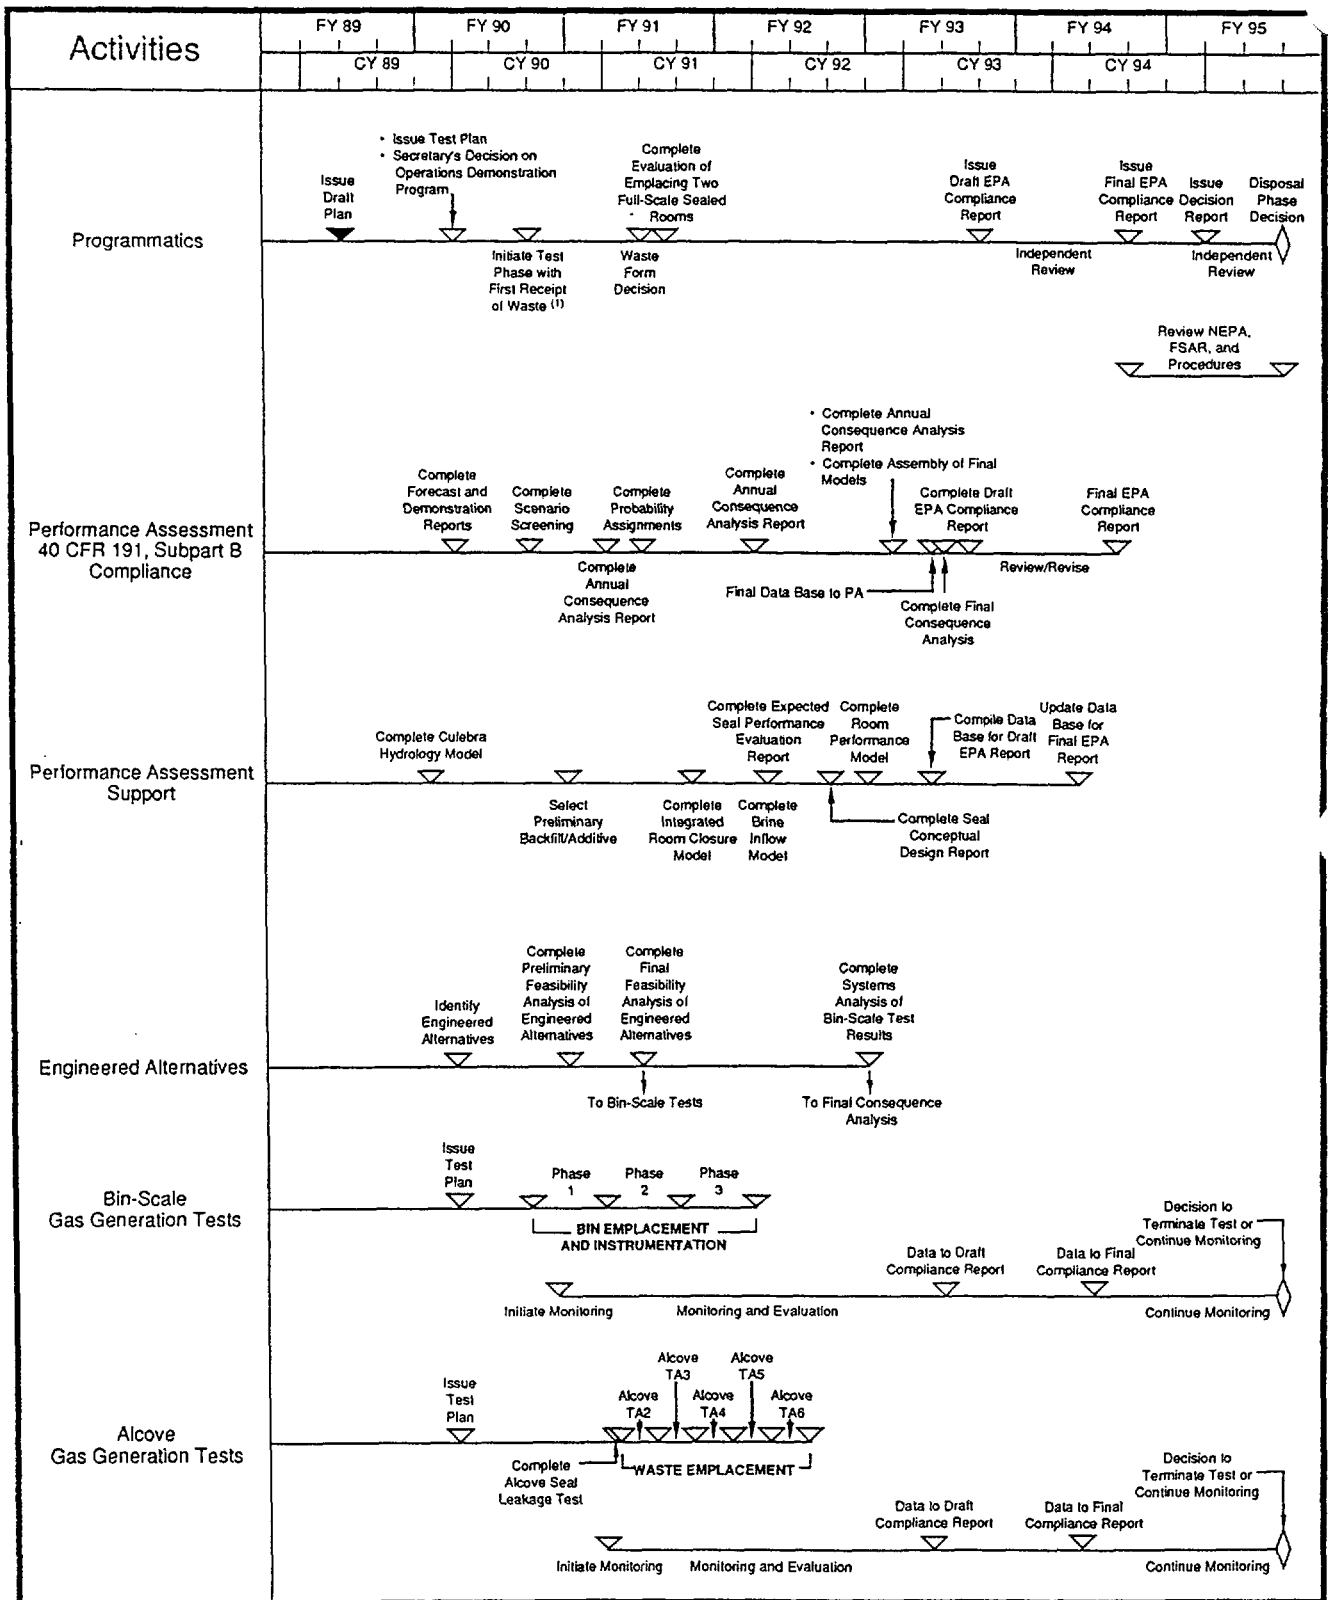 Activities
FY 89 FY 90 FY 91 FY 92 FY 93 FY 94 FY 95
CY 89 CY 90 CY 91 CY 92 CY 93 CY 94
Programmatics
Issue
Draft
Plan
• Issue Test Plan
• Secretary's Decision on
Operations Demonstration
Program
Initiate Test
Phase with
First Receipt
of Waste (1)
Complete
Evaluation of
Emplacing Two
Full-Scale Sealed
Rooms
Waste
Form
Decision
Issue
Draft EPA
Compliance
Report
Independent
Review
Issue
Final EPA
Compliance
Report
Issue
Decision
Report
Independent
Review
Disposal
Phase
Decision
Review NEPA,
FSAR, and
Procedures
Performance Assessment
40 CFR 191, Subpart B
Compliance
Complete
Forecast and
Demonstration
Reports
Complete
Scenario
Screening
Complete
Annual
Consequence
Analysis Report
Complete
Probability
Assignments
Complete
Annual
Consequence
Analysis Report
• Complete Annual
Consequence Analysis
Report
• Complete Assembly of Final
Models
Final Data Base to PA
Complete Final
Consequence
Analysis
Complete Draft
EPA Compliance
Report
Review/Revise
Final EPA
Compliance
Report
Performance Assessment
Support
Complete Culebra
Hydrology Model
Select
Preliminary
Backfill/Additive
Complete
Integrated
Room Closure
Model
Complete Expected
Seal Performance
Evaluation
Report
Complete
Brine
Inflow
Model
Complete Seal
Conceptual
Design Report
Complete
Room
Performance
Model
Compile Data
Base for Draft
EPA Report
Update Data
Base for
Final EPA
Report
Engineered Alternatives
Identify
Engineered
Alternatives
Complete
Preliminary
Feasibility
Analysis of
Engineered
Alternatives
Complete
Final
Feasibility
Analysis of
Engineered
Alternatives
To Bin-Scale Tests
Complete
Systems
Analysis of
Bin-Scale Test
Results
To Final Consequence
Analysis
Bin-Scale
Gas Generation Tests
Issue
Test
Plan
Phase
1
Phase
2
Phase
3
BIN EMPLACEMENT
AND INSTRUMENTATION
Initiate Monitoring
Monitoring and Evaluation
Data to Draft
Compliance Report
Data to Final
Compliance Report
Decision to
Terminate Test or
Continue Monitoring
Continue Monitoring
Alcove
Gas Generation Tests
Issue
Test
Plan
Complete
Alcove Seal
Leakage Test
Alcove
TA2
Alcove
TA3
Alcove
TA4
Alcove
TA5
Alcove
TA6
WASTE EMPLACEMENT
Initiate Monitoring
Monitoring and Evaluation
Data to Draft
Compliance Report
Data to Final
Compliance Report
Decision to
Terminate Test or
Continue Monitoring
Continue Monitoring